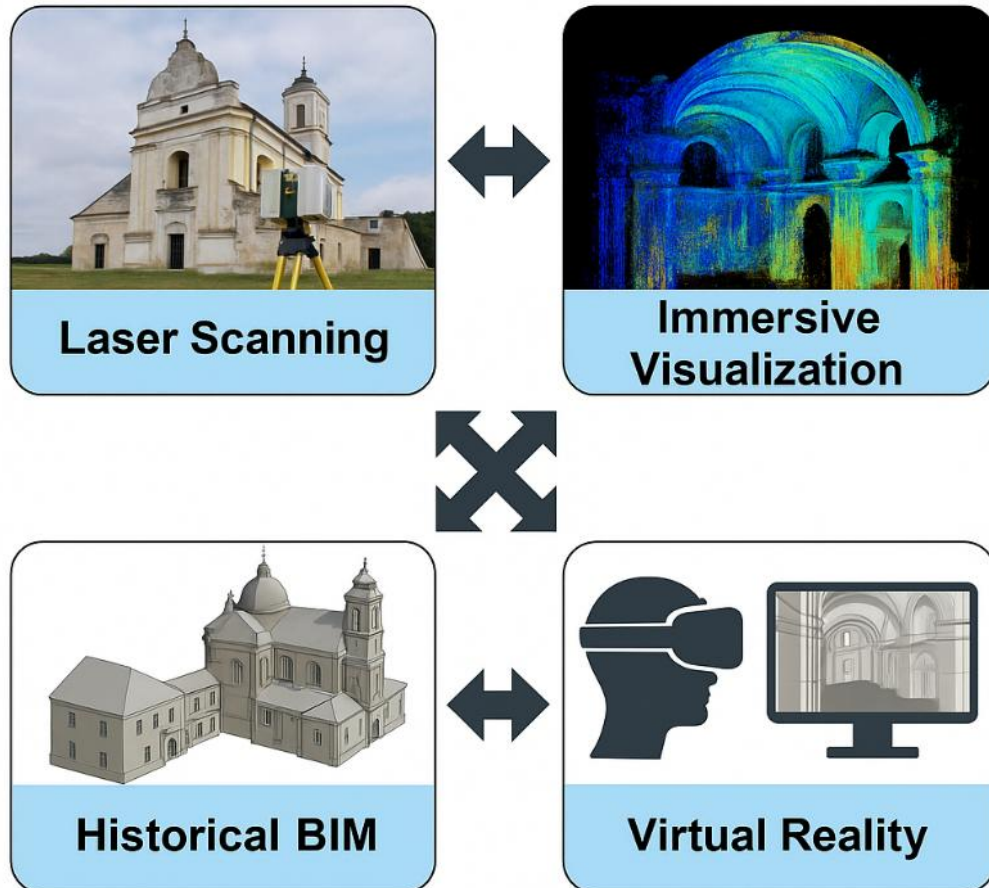 Laser Scanning
Immersive
Visualization
Historical BIM
Virtual Reality